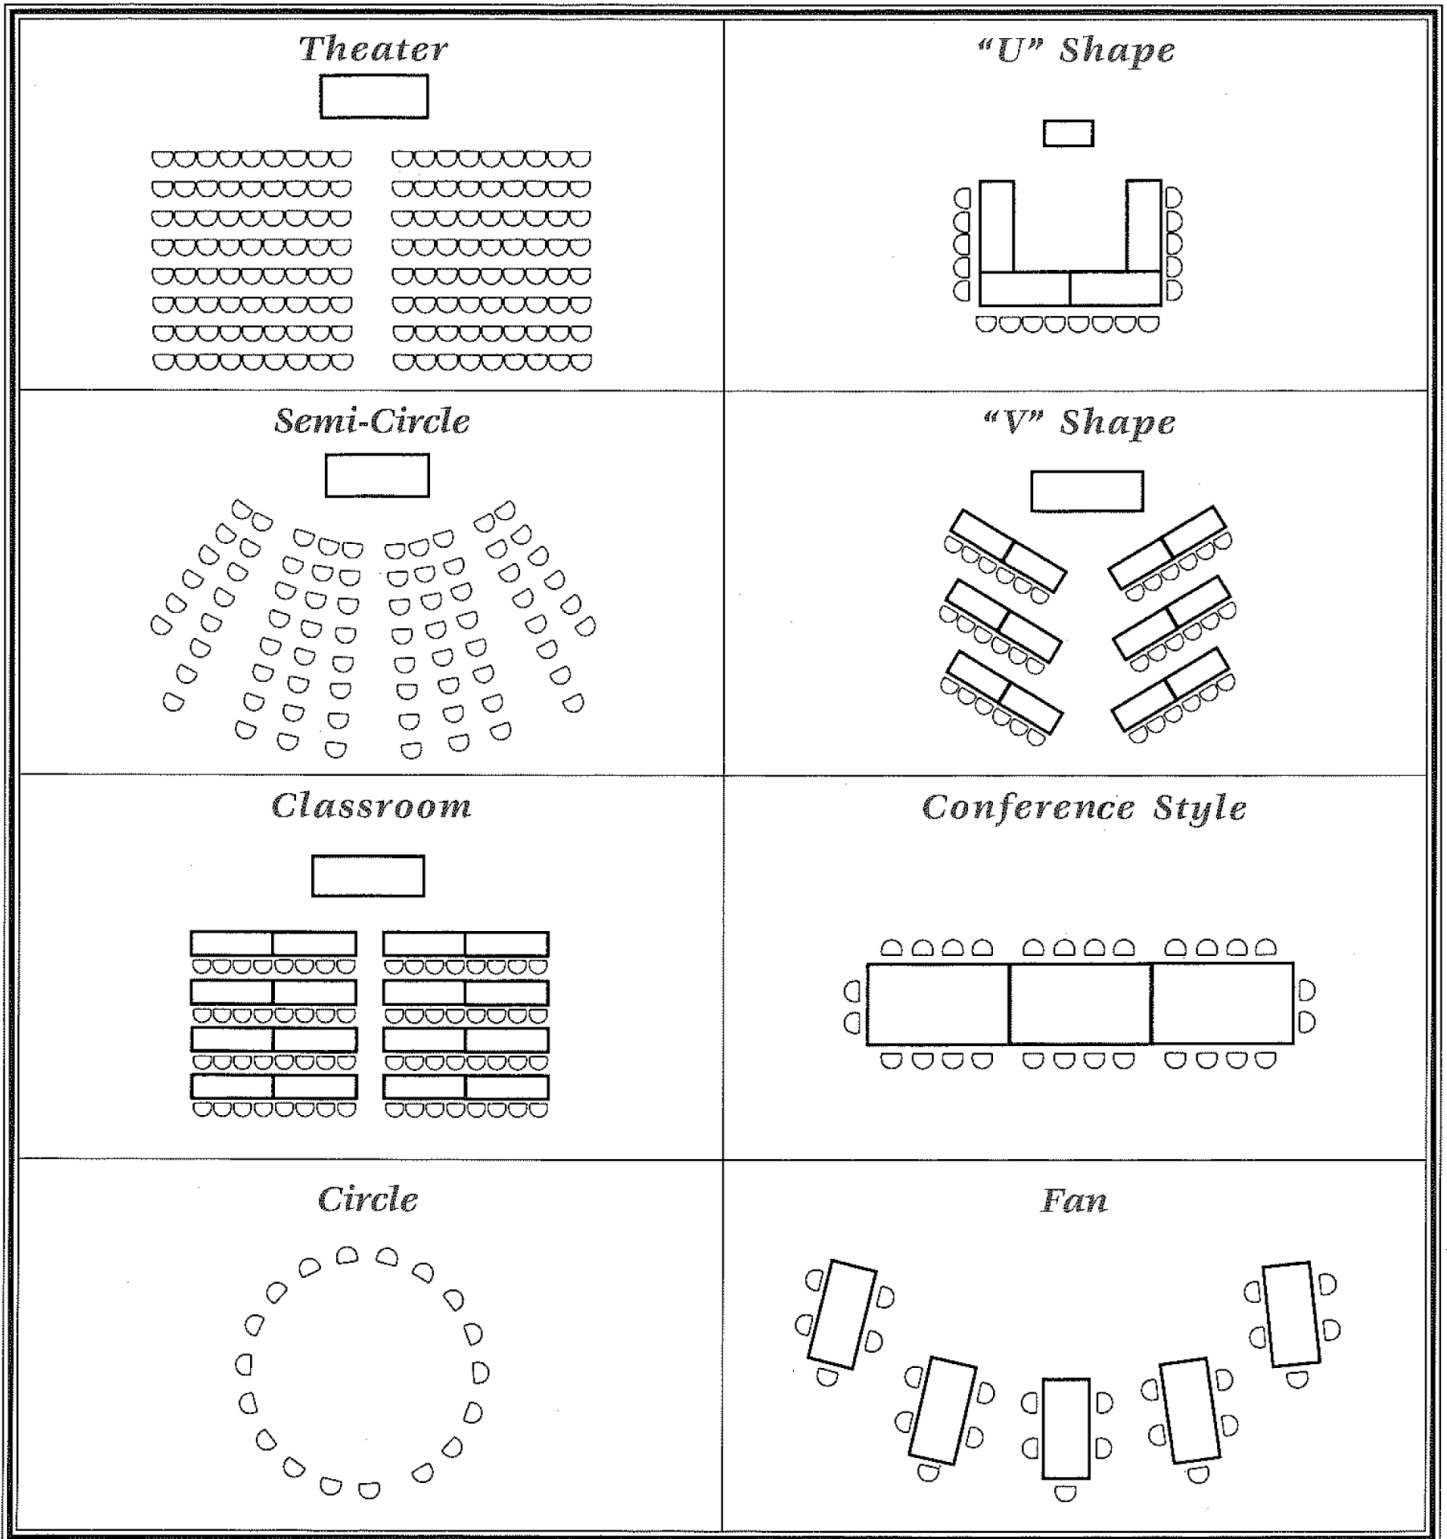 Theater
“U” Shape
Semi-Circle
“V” Shape
Classroom
Conference Style
Circle
Fan